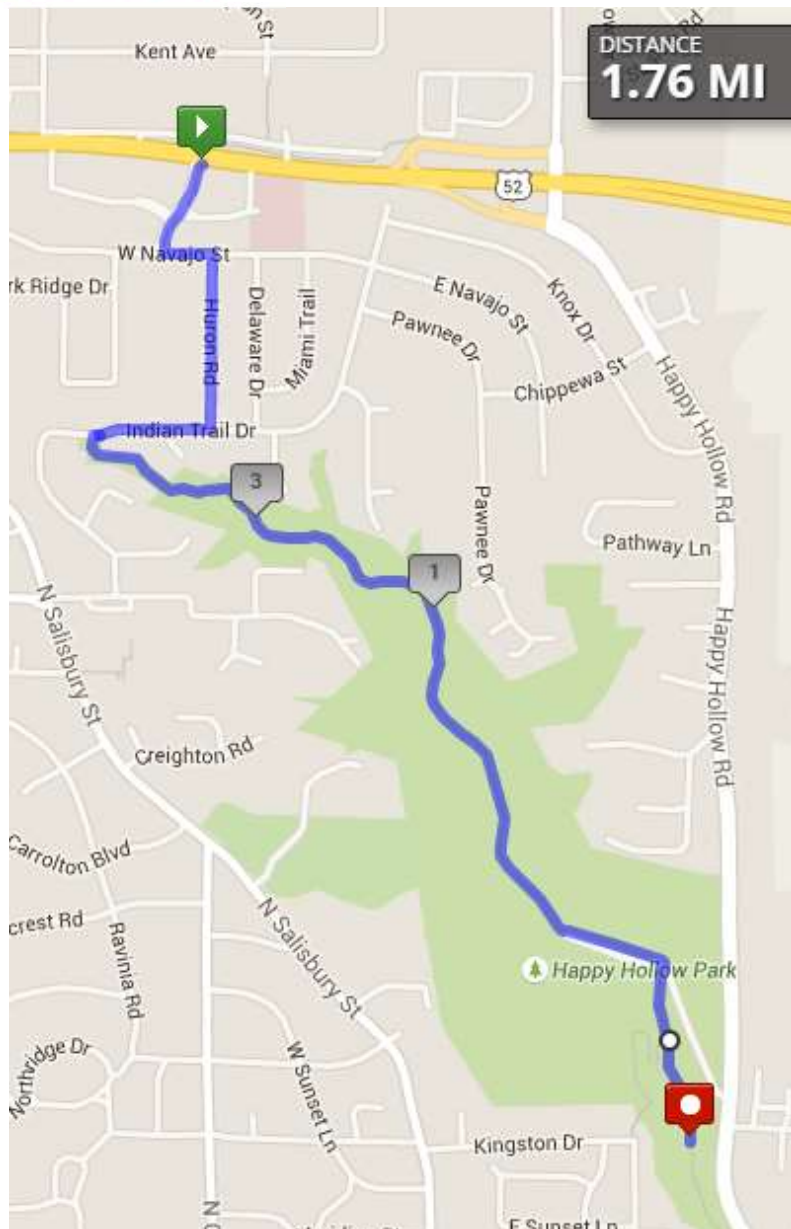 Kent Ave
DISTANCE
1.76 MI
52
W Navajo St
rk Ridge Dr
Huron Rd
Delaware Dr
Miami Trail
E Navajo St
Knox Dr
Pawnee Dr
Chippewa St
Happy Hollow Rd
Indian Trail Dr
3
Pawnee Dr
Pathway Ln
1
N Salisbury St
Happy Hollow Rd
Creighton Rd
Carrolton Blvd
crest Rd
Ravinia Rd
N Salisbury St
Happy Hollow Park
Northridge Dr
W Sunset Ln
Kingston Dr
E Sunset Ln